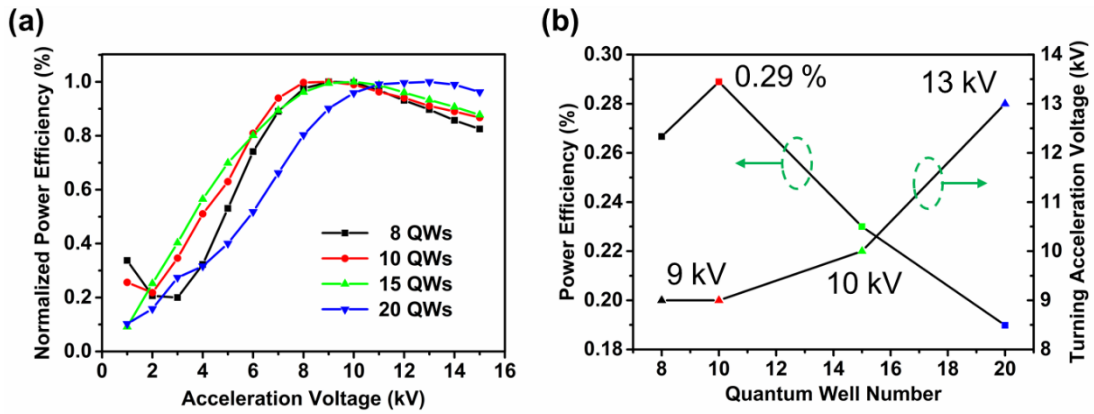 (a)
Normalized Power Efficiency (%)
1.0
0.8
0.6
0.4
0.2
0.0
8 QWs
10 QWs
15 QWs
20 QWs
0 2 4 6 8 10 12 14 16
Acceleration Voltage (kV)
(b)
Power Efficiency (%)
0.30
0.28
0.26
0.24
0.22
0.20
0.18
0.29 %
13 kV
9 kV
10 kV
14
13
12
11
10
9
8
Turning Acceleration Voltage (kV)
8 10 12 14 16 18 20
Quantum Well Number